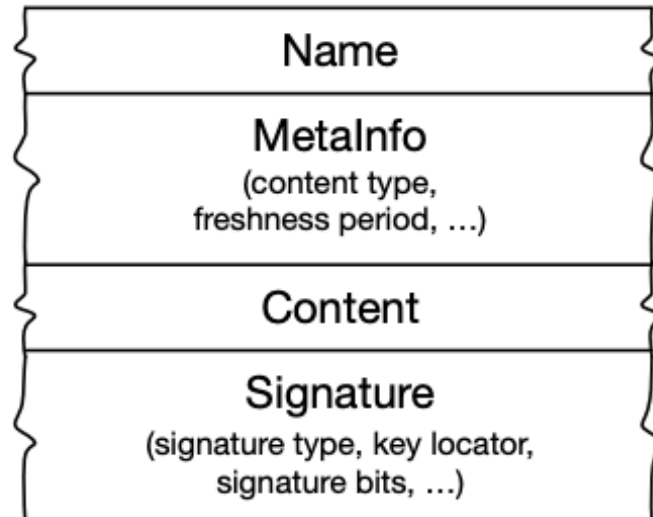 Name
MetaInfo
(content type,
freshness period, …)
Content
Signature
(signature type, key locator,
signature bits, …)